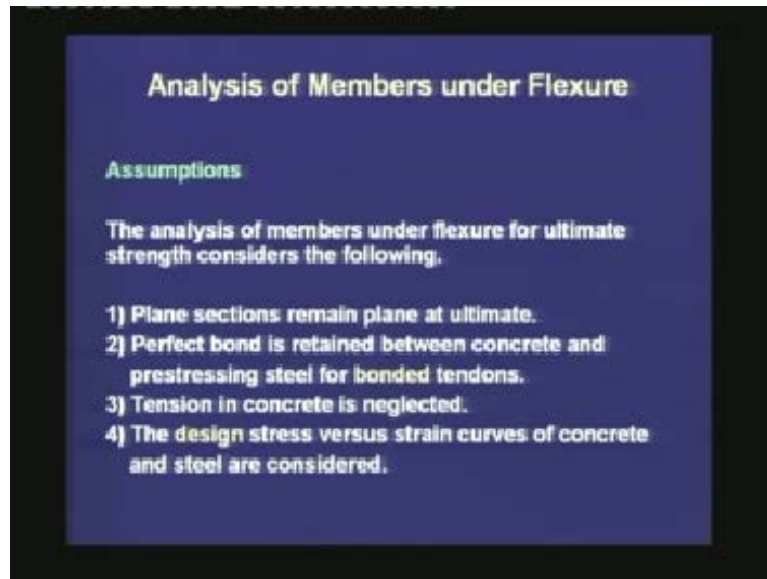 Analysis of Members under Flexure
Assumptions
The analysis of members under flexure for ultimate
strength considers the following.
1) Plane sections remain plane at ultimate.
2) Perfect bond is retained between concrete and
prestressing steel for bonded tendons.
3) Tension in concrete is neglected.
4) The design stress versus strain curves of concrete
and steel are considered.